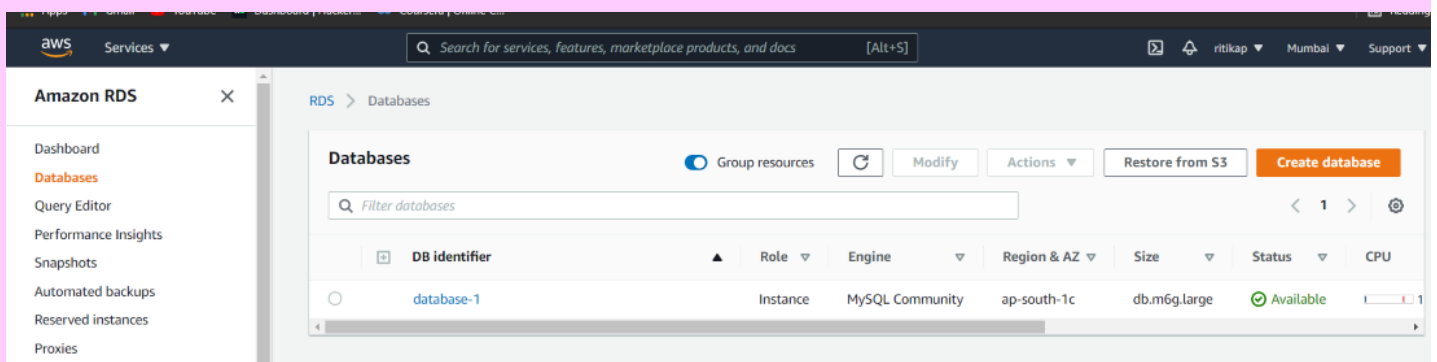 Apps Gmail YouTube Dashboard | Hacker... Coursera | Online C... Reading
aws Services ▼ Search for services, features, marketplace products, and docs [Alt+S] ritikap ▼ Mumbai ▼ Support ▼
Amazon RDS
RDS > Databases
Dashboard
Databases
Query Editor
Performance Insights
Snapshots
Automated backups
Reserved instances
Proxies
Databases Group resources Modify Actions ▼ Restore from S3 Create database
Filter databases < 1 >
DB identifier ▲ Role Engine Region & AZ Size Status CPU
database-1 Instance MySQL Community ap-south-1c db.m6g.large Available 1